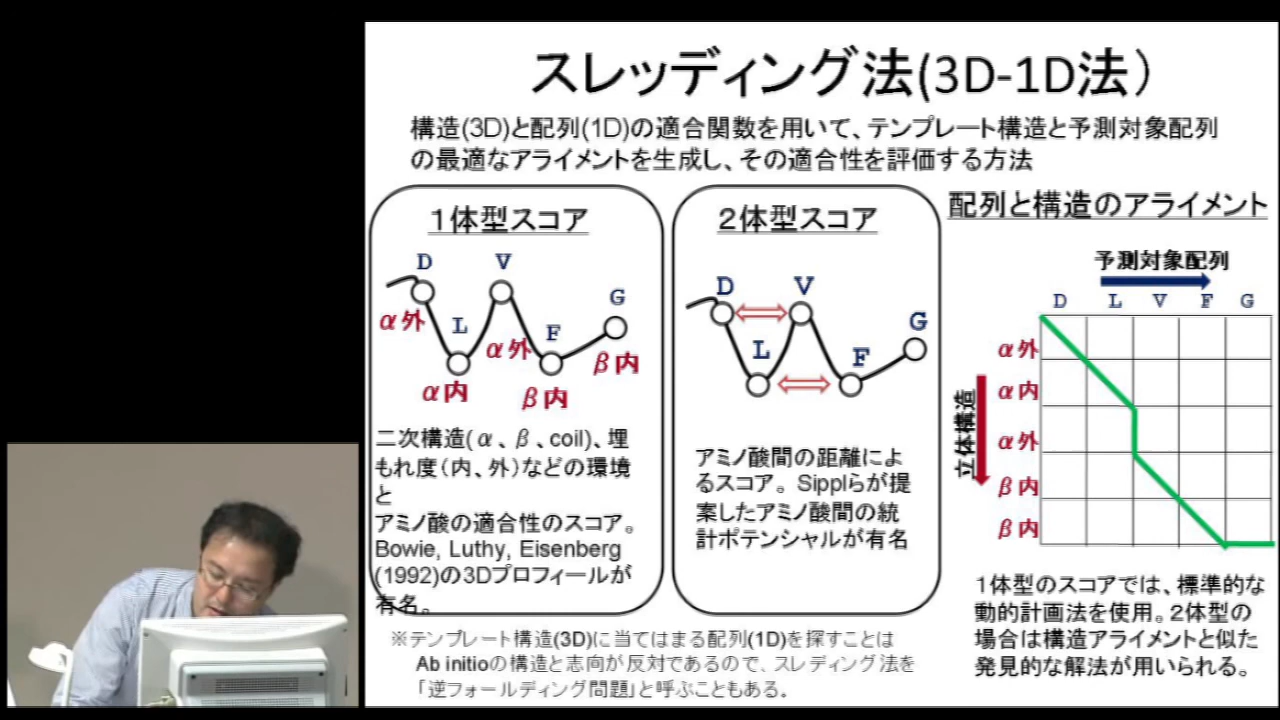 スレッディング法(3D-1D法）
構造(3D)と配列(1D)の適合関数を用いて、テンプレート構造と予測対象配列
の最適なアライメントを生成し、その適合性を評価する方法
１体型スコア
D
V
G
α外
L
α外
F
β内
α内
β内
二次構造(α、β、coil)、埋
もれ度（内、外）などの環境
と
アミノ酸の適合性のスコア。
Bowie, Luthy, Eisenberg
(1992)の3Dプロフィールが
有名。
２体型スコア
D
V
G
L
F
アミノ酸間の距離によ
るスコア。Sipplらが提
案したアミノ酸間の統
計ポテンシャルが有名
配列と構造のアライメント
予測対象配列
D L V F G
立体構造
α外
α内
α外
β内
β内
１体型のスコアでは、標準的な
動的計画法を使用。２体型の
場合は構造アライメントと似た
発見的な解法が用いられる。
※テンプレート構造(3D)に当てはまる配列(1D)を探すことは
Ab initioの構造と志向が反対であるので、スレディング法を
「逆フォールディング問題」と呼ぶこともある。